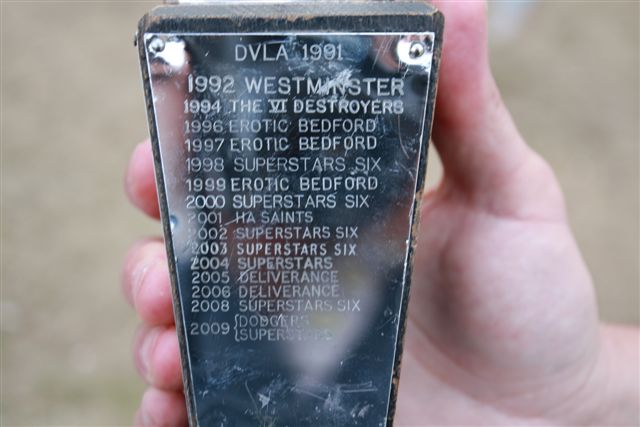 DVLA 1991
1992 WESTMINSTER
1994 THE VI DESTROYERS
1996 EROTIC BEDFORD
1997 EROTIC BEDFORD
1998 SUPERSTARS SIX
1999 EROTIC BEDFORD
2000 SUPERSTARS SIX
2001 HA SAINTS
2002 SUPERSTARS SIX
2003 SUPERSTARS SIX
2004 SUPERSTARS
2005 DELIVERANCE
2006 DELIVERANCE
2008 SUPERSTARS SIX
2009 {DODGERS
{SUPERSTARS